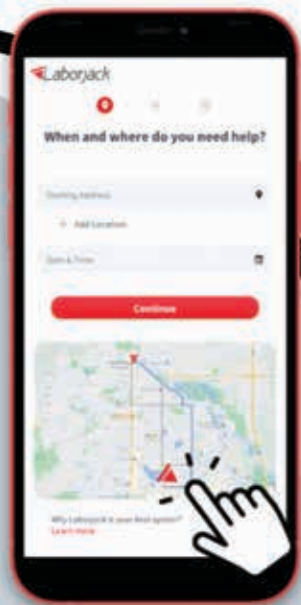 Laborjack
When and where do you need help?
Starting Address
+ Add Location
Date & Time
Continue
Why Laborjack is your best option?
Learn more